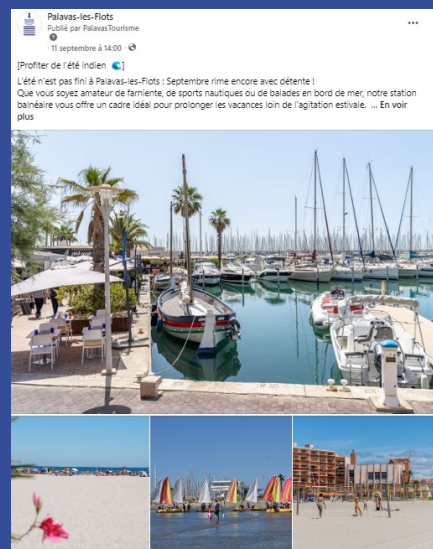 Palavas-les-Flots
Publié par PalavasTourisme
· 11 septembre à 14:00 ·
[Profiter de l'été indien 🌊]
L'été n'est pas fini à Palavas-les-Flots : Septembre rime encore avec détente !
Que vous soyez amateur de farniente, de sports nautiques ou de balades en bord de mer, notre station
balnéaire vous offre un cadre idéal pour prolonger les vacances loin de l'agitation estivale. ... En voir
plus